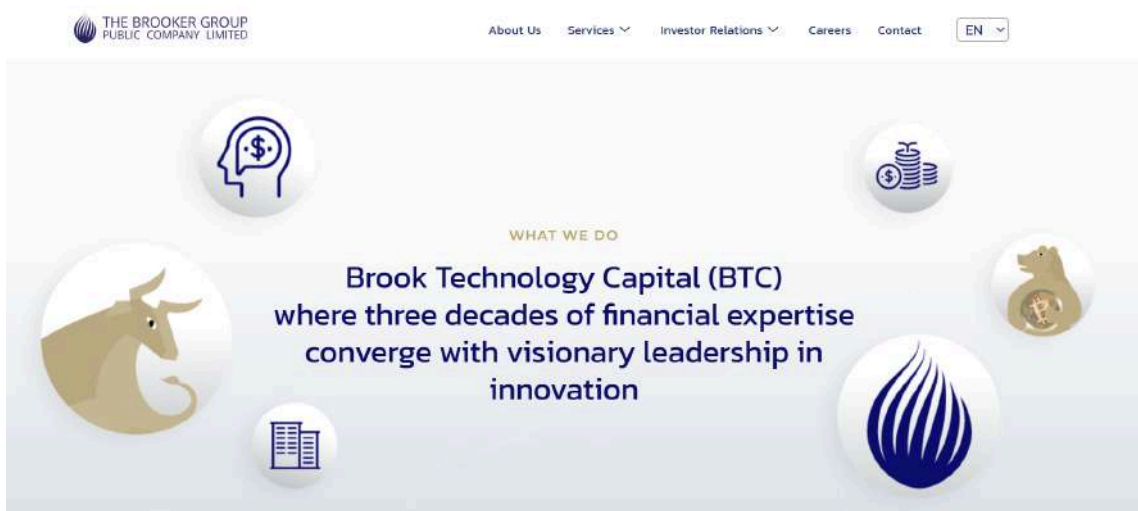 THE BROOKER GROUP
PUBLIC COMPANY LIMITED
About Us Services Investor Relations Careers Contact EN
WHAT WE DO
Brook Technology Capital (BTC)
where three decades of financial expertise
converge with visionary leadership in
innovation